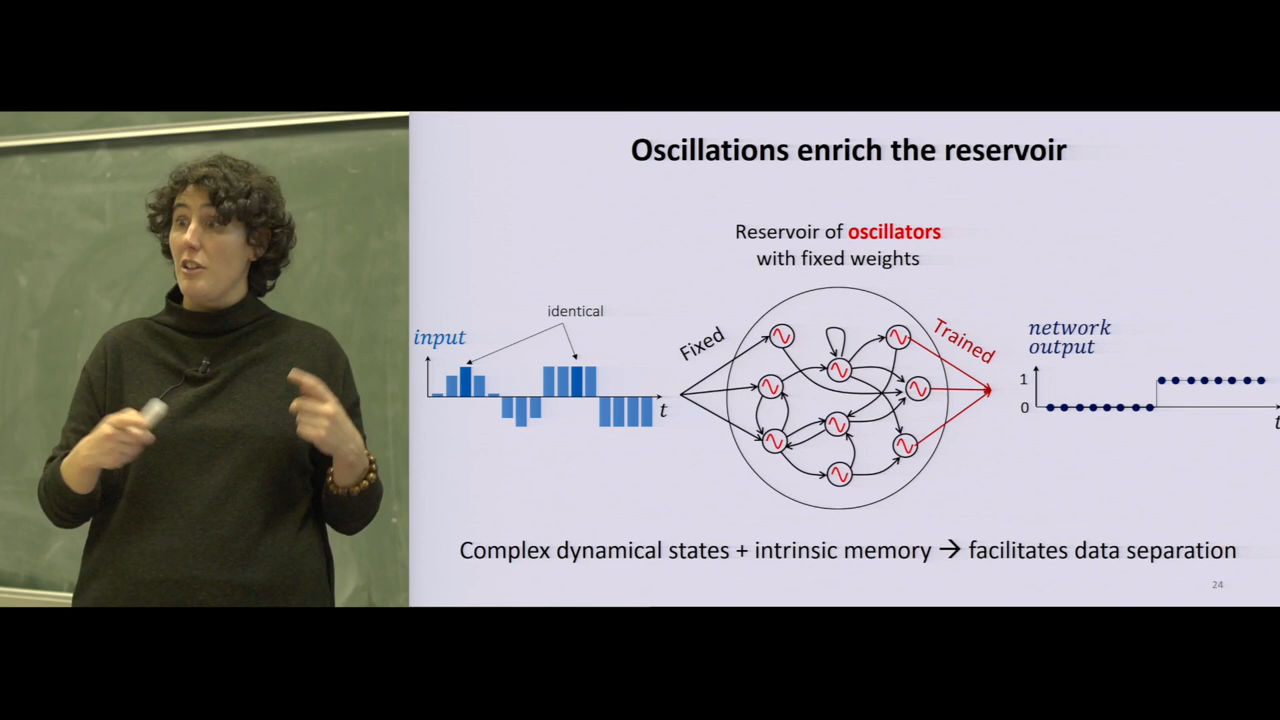 Oscillations enrich the reservoir
Reservoir of oscillators
with fixed weights
identical
input
t
Fixed
Trained
network
output
1
0
t
Complex dynamical states + intrinsic memory → facilitates data separation
24